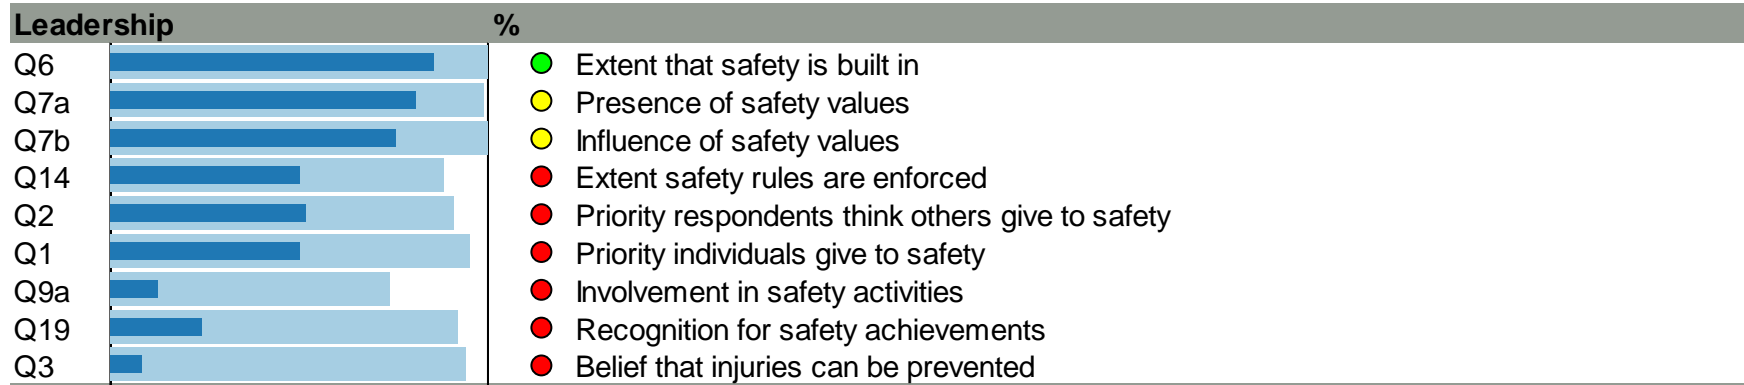 Leadership %
Q6 Extent that safety is built in
Q7a Presence of safety values
Q7b Influence of safety values
Q14 Extent safety rules are enforced
Q2 Priority respondents think others give to safety
Q1 Priority individuals give to safety
Q9a Involvement in safety activities
Q19 Recognition for safety achievements
Q3 Belief that injuries can be prevented